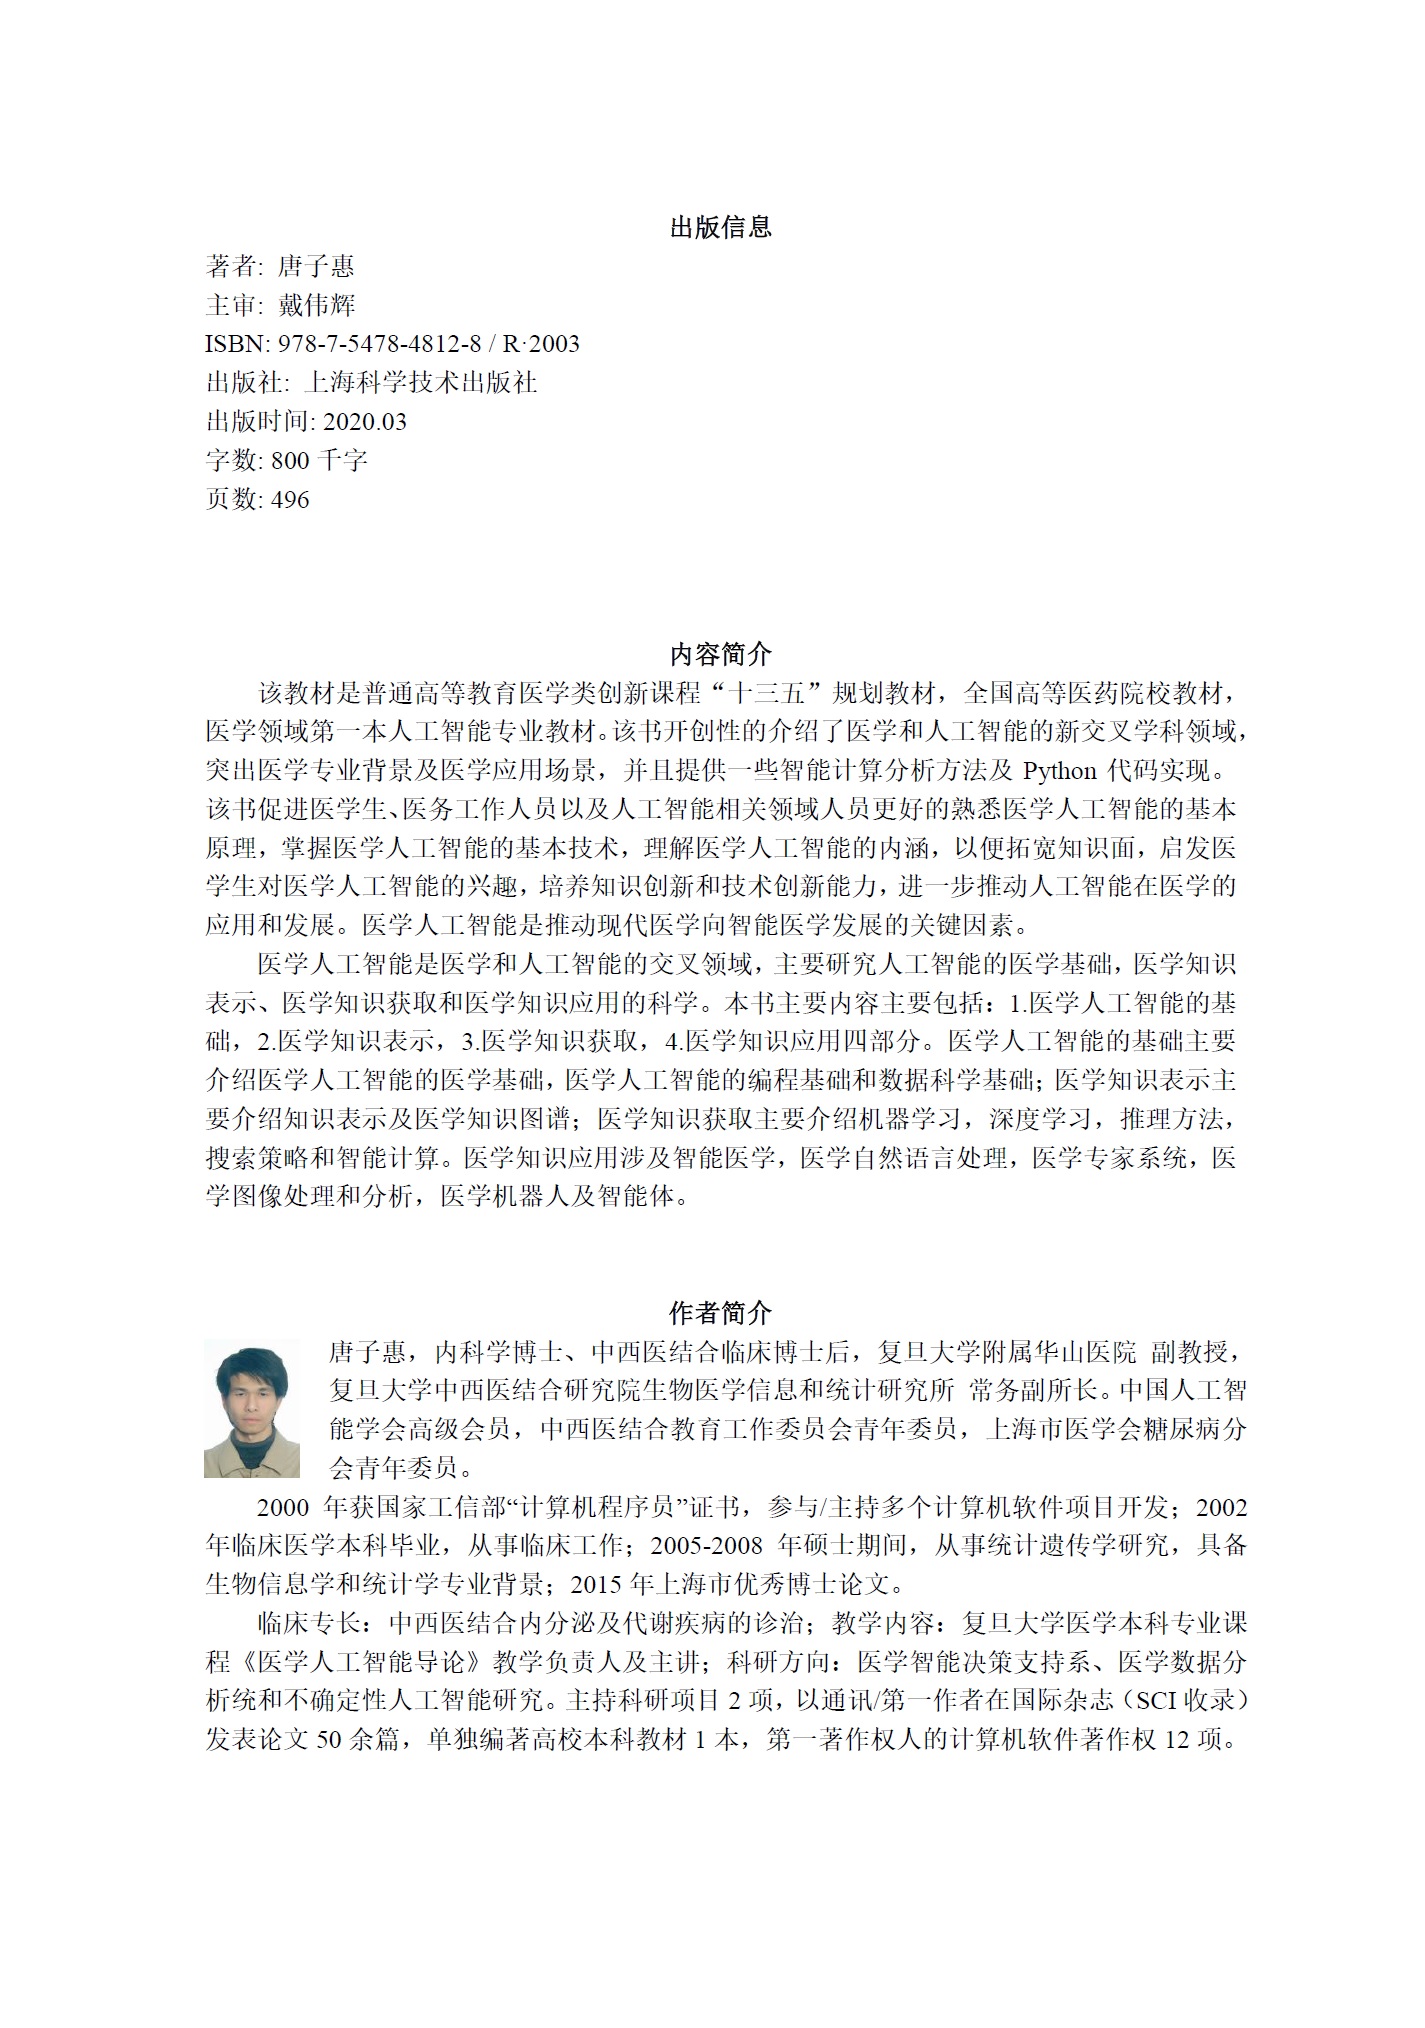 出版信息
著者: 唐子惠
主审: 戴伟辉
ISBN: 978-7-5478-4812-8 / R·2003
出版社: 上海科学技术出版社
出版时间: 2020.03
字数: 800 千字
页数: 496
内容简介
该教材是普通高等教育医学类创新课程“十三五”规划教材，全国高等医药院校教材，
医学领域第一本人工智能专业教材。该书开创性的介绍了医学和人工智能的新交叉学科领域，
突出医学专业背景及医学应用场景，并且提供一些智能计算分析方法及 Python 代码实现。
该书促进医学生、医务工作人员以及人工智能相关领域人员更好的熟悉医学人工智能的基本
原理，掌握医学人工智能的基本技术，理解医学人工智能的内涵，以便拓宽知识面，启发医
学生对医学人工智能的兴趣，培养知识创新和技术创新能力，进一步推动人工智能在医学的
应用和发展。医学人工智能是推动现代医学向智能医学发展的关键因素。
医学人工智能是医学和人工智能的交叉领域，主要研究人工智能的医学基础，医学知识
表示、医学知识获取和医学知识应用的科学。本书主要内容主要包括：1.医学人工智能的基
础，2.医学知识表示，3.医学知识获取，4.医学知识应用四部分。医学人工智能的基础主要
介绍医学人工智能的医学基础，医学人工智能的编程基础和数据科学基础；医学知识表示主
要介绍知识表示及医学知识图谱；医学知识获取主要介绍机器学习，深度学习，推理方法，
搜索策略和智能计算。医学知识应用涉及智能医学，医学自然语言处理，医学专家系统，医
学图像处理和分析，医学机器人及智能体。
作者简介
唐子惠，内科学博士、中西医结合临床博士后，复旦大学附属华山医院 副教授，
复旦大学中西医结合研究院生物医学信息和统计研究所 常务副所长。中国人工智
能学会高级会员，中西医结合教育工作委员会青年委员，上海市医学会糖尿病分
会青年委员。
2000 年获国家工信部“计算机程序员”证书，参与/主持多个计算机软件项目开发；2002
年临床医学本科毕业，从事临床工作；2005-2008 年硕士期间，从事统计遗传学研究，具备
生物信息学和统计学专业背景；2015 年上海市优秀博士论文。
临床专长：中西医结合内分泌及代谢疾病的诊治；教学内容：复旦大学医学本科专业课
程《医学人工智能导论》教学负责人及主讲；科研方向：医学智能决策支持系、医学数据分
析统和不确定性人工智能研究。主持科研项目 2 项，以通讯/第一作者在国际杂志（SCI 收录）
发表论文 50 余篇，单独编著高校本科教材 1 本，第一著作权人的计算机软件著作权 12 项。